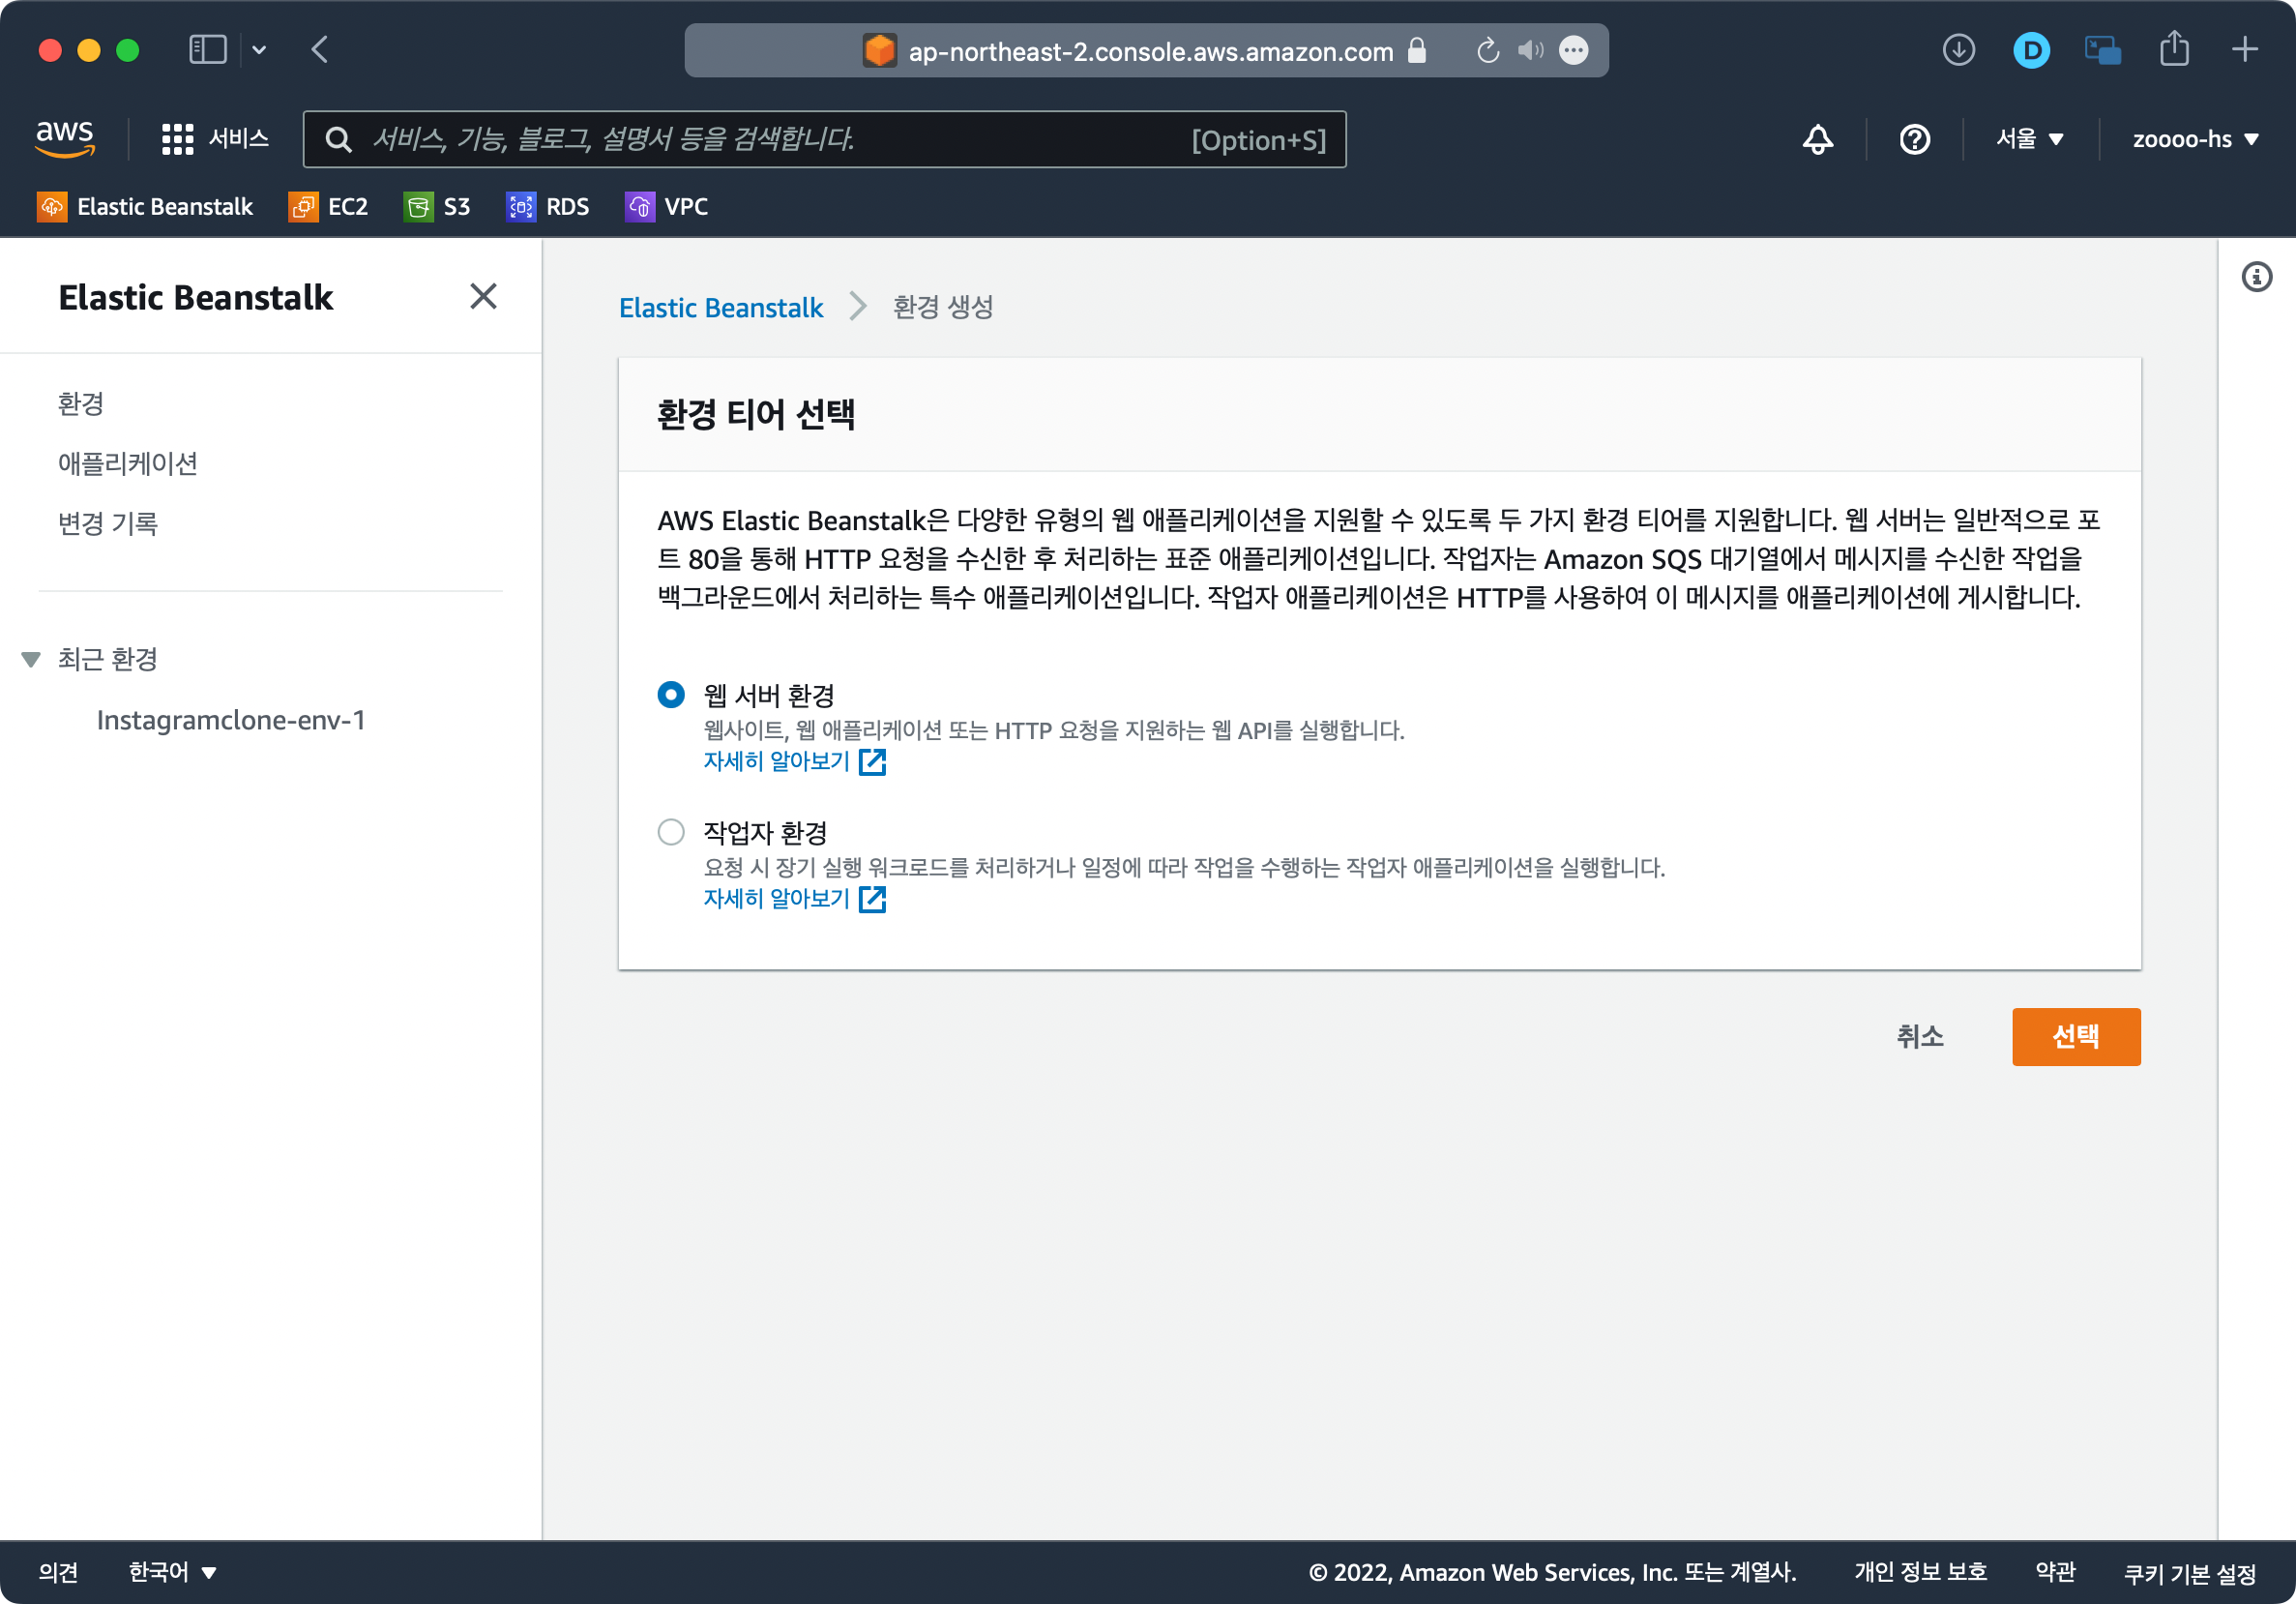 ap-northeast-2.console.aws.amazon.com
D
aws
서비스
서비스, 기능, 블로그, 설명서 등을 검색합니다.
[Option+S]
서울
zoooo-hs
Elastic Beanstalk
EC2
S3
RDS
VPC
Elastic Beanstalk
환경
애플리케이션
변경 기록
최근 환경
Instagramclone-env-1
Elastic Beanstalk
환경 생성
환경 티어 선택
AWS Elastic Beanstalk은 다양한 유형의 웹 애플리케이션을 지원할 수 있도록 두 가지 환경 티어를 지원합니다. 웹 서버는 일반적으로 포
트 80을 통해 HTTP 요청을 수신한 후 처리하는 표준 애플리케이션입니다. 작업자는 Amazon SQS 대기열에서 메시지를 수신한 작업을
백그라운드에서 처리하는 특수 애플리케이션입니다. 작업자 애플리케이션은 HTTP를 사용하여 이 메시지를 애플리케이션에 게시합니다.
웹 서버 환경
웹사이트, 웹 애플리케이션 또는 HTTP 요청을 지원하는 웹 API를 실행합니다.
자세히 알아보기
작업자 환경
요청 시 장기 실행 워크로드를 처리하거나 일정에 따라 작업을 수행하는 작업자 애플리케이션을 실행합니다.
자세히 알아보기
취소
선택
의견
한국어
© 2022, Amazon Web Services, Inc. 또는 계열사.
개인 정보 보호
약관
쿠키 기본 설정